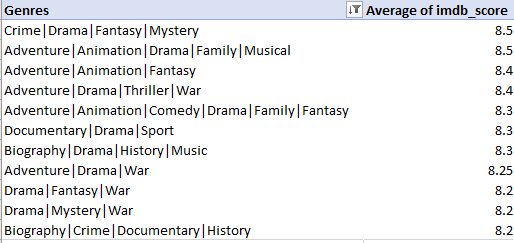 Genres Average of imdb_score
Crime|Drama|Fantasy|Mystery 8.5
Adventure|Animation|Drama|Family|Musical 8.5
Adventure|Animation|Fantasy 8.4
Adventure|Drama|Thriller|War 8.4
Adventure|Animation|Comedy|Drama|Family|Fantasy 8.3
Documentary|Drama|Sport 8.3
Biography|Drama|History|Music 8.3
Adventure|Drama|War 8.25
Drama|Fantasy|War 8.2
Drama|Mystery|War 8.2
Biography|Crime|Documentary|History 8.2